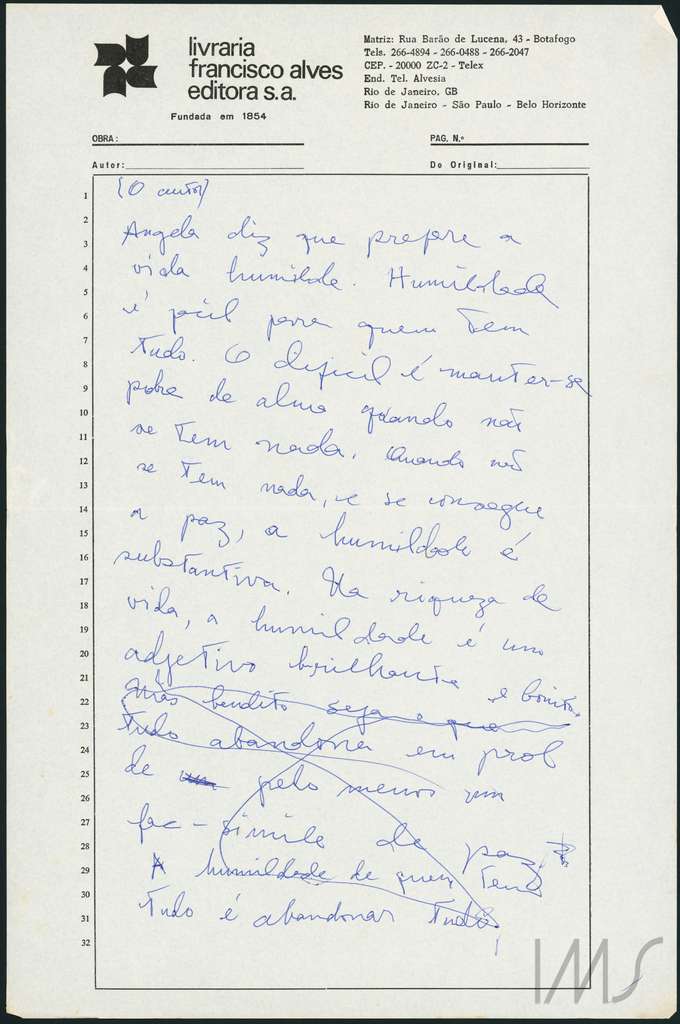 livraria
francisco alves
editora s.a.
Fundada em 1854
Matriz: Rua Barão de Lucena, 43 - Botafogo
Tels. 266-4894 - 266-0488 - 266-2047
CEP. - 20000 ZC-2 - Telex
End. Tel. Alvesia
Rio de Janeiro, GB
Rio de Janeiro - São Paulo - Belo Horizonte
OBRA:
PAG. N.º
Autor:
Do Original:
1 (O autor)
2
3 Angela diz que prefere a
4 vida humilde. Humildade
5
6 é fácil para quem tem
7 tudo. O dificil é manter-se
8
9 pobre de alma quando não
10
11 se tem nada. Quando não
12 se tem nada, e se consegue
13
14
15 a paz, a humildade é
16 substantiva. Na riqueza de
17
18 vida, a humildade é um
19
20 adjetivo brilhante e bonito.
21
22 Mas bendito seja o que
23 tudo abandona em prol
24
25 de pelo menos um
26
27 fac-simile de paz.
28
29 A humildade de quem tem
30
31 tudo é abandonar tudo.
32
IMS